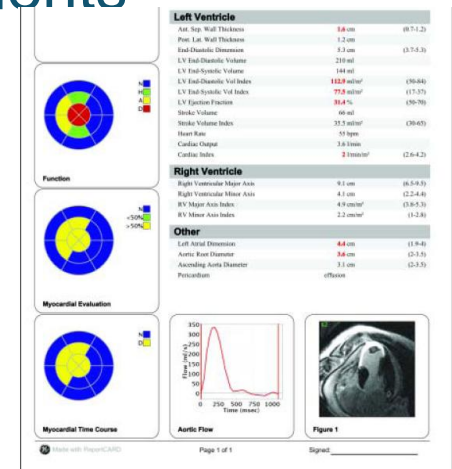 Left Ventricle
Ant. Sep. Wall Thickness 1.6 cm (0.7-1.2)
Post. Lat. Wall Thickness 1.2 cm
End-Diastolic Dimension 5.3 cm (3.7-5.3)
LV End-Diastolic Volume 210 ml
LV End-Systolic Volume 144 ml
LV End-Diastolic Vol Index 112.9 ml/m² (50-84)
LV End-Systolic Vol Index 77.5 ml/m² (17-37)
LV Ejection Fraction 31.4 % (50-70)
Stroke Volume 66 ml
Stroke Volume Index 35.5 ml/m² (30-65)
Heart Rate 55 bpm
Cardiac Output 3.6 l/min
Cardiac Index 2 l/min/m² (2.6-4.2)
N
H
A
D
Function
Right Ventricle
Right Ventricular Major Axis 9.1 cm (6.5-9.5)
Right Ventricular Minor Axis 4.1 cm (2.2-4.4)
RV Major Axis Index 4.9 cm/m² (3.8-5.3)
RV Minor Axis Index 2.2 cm/m² (1-2.8)
N
<50%
>50%
Myocardial Evaluation
Other
Left Atrial Dimension 4.4 cm (1.9-4)
Aortic Root Diameter 3.6 cm (2-3.5)
Ascending Aorta Diameter 3.1 cm (2-3.5)
Pericardium effusion
N
D
Myocardial Time Course
Flow (ml/s)
350
300
250
200
150
100
50
0
0 250 500 750 1000
Time (msec)
Aortic Flow
Figure 1
Made with ReportCARD
Page 1 of 1
Signed: